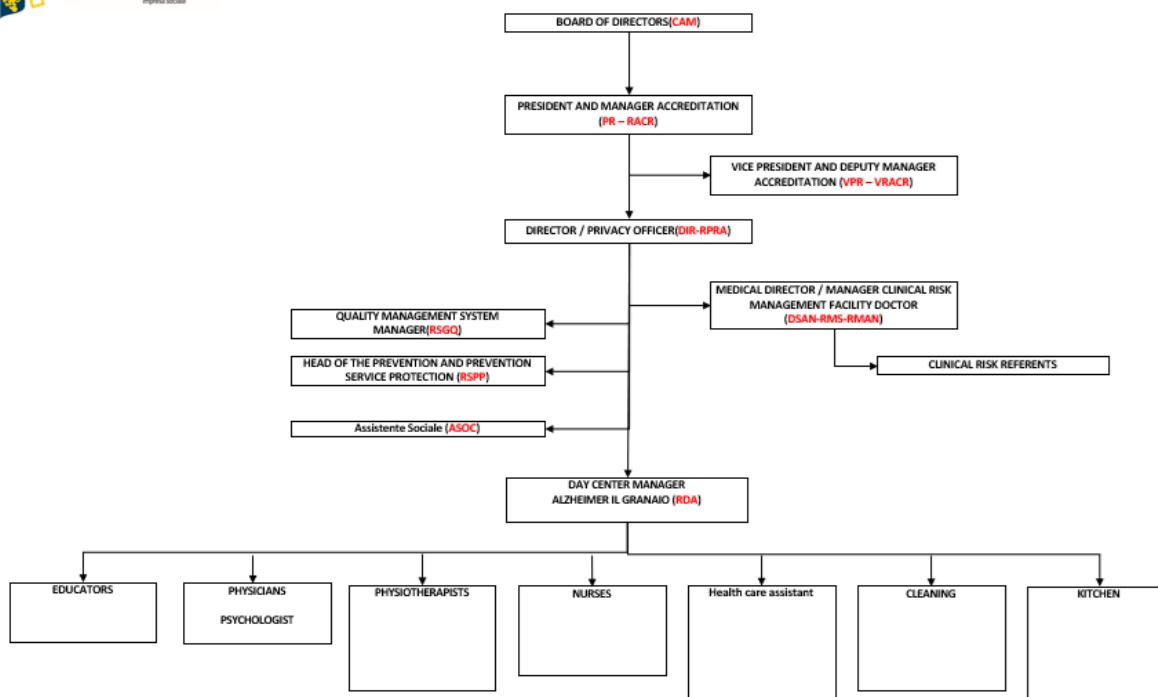 impresa sociale
BOARD OF DIRECTORS(CAM)
PRESIDENT AND MANAGER ACCREDITATION
(PR – RACR)
VICE PRESIDENT AND DEPUTY MANAGER
ACCREDITATION (VPR – VRACR)
DIRECTOR / PRIVACY OFFICER(DIR-RPRA)
MEDICAL DIRECTOR / MANAGER CLINICAL RISK
MANAGEMENT FACILITY DOCTOR
(DSAN-RMS-RMAN)
QUALITY MANAGEMENT SYSTEM
MANAGER(RSGQ)
HEAD OF THE PREVENTION AND PREVENTION
SERVICE PROTECTION (RSPP)
CLINICAL RISK REFERENTS
Assistente Sociale (ASOC)
DAY CENTER MANAGER
ALZHEIMER IL GRANAIO (RDA)
EDUCATORS
PHYSICIANS
PSYCHOLOGIST
PHYSIOTHERAPISTS
NURSES
Health care assistant
CLEANING
KITCHEN